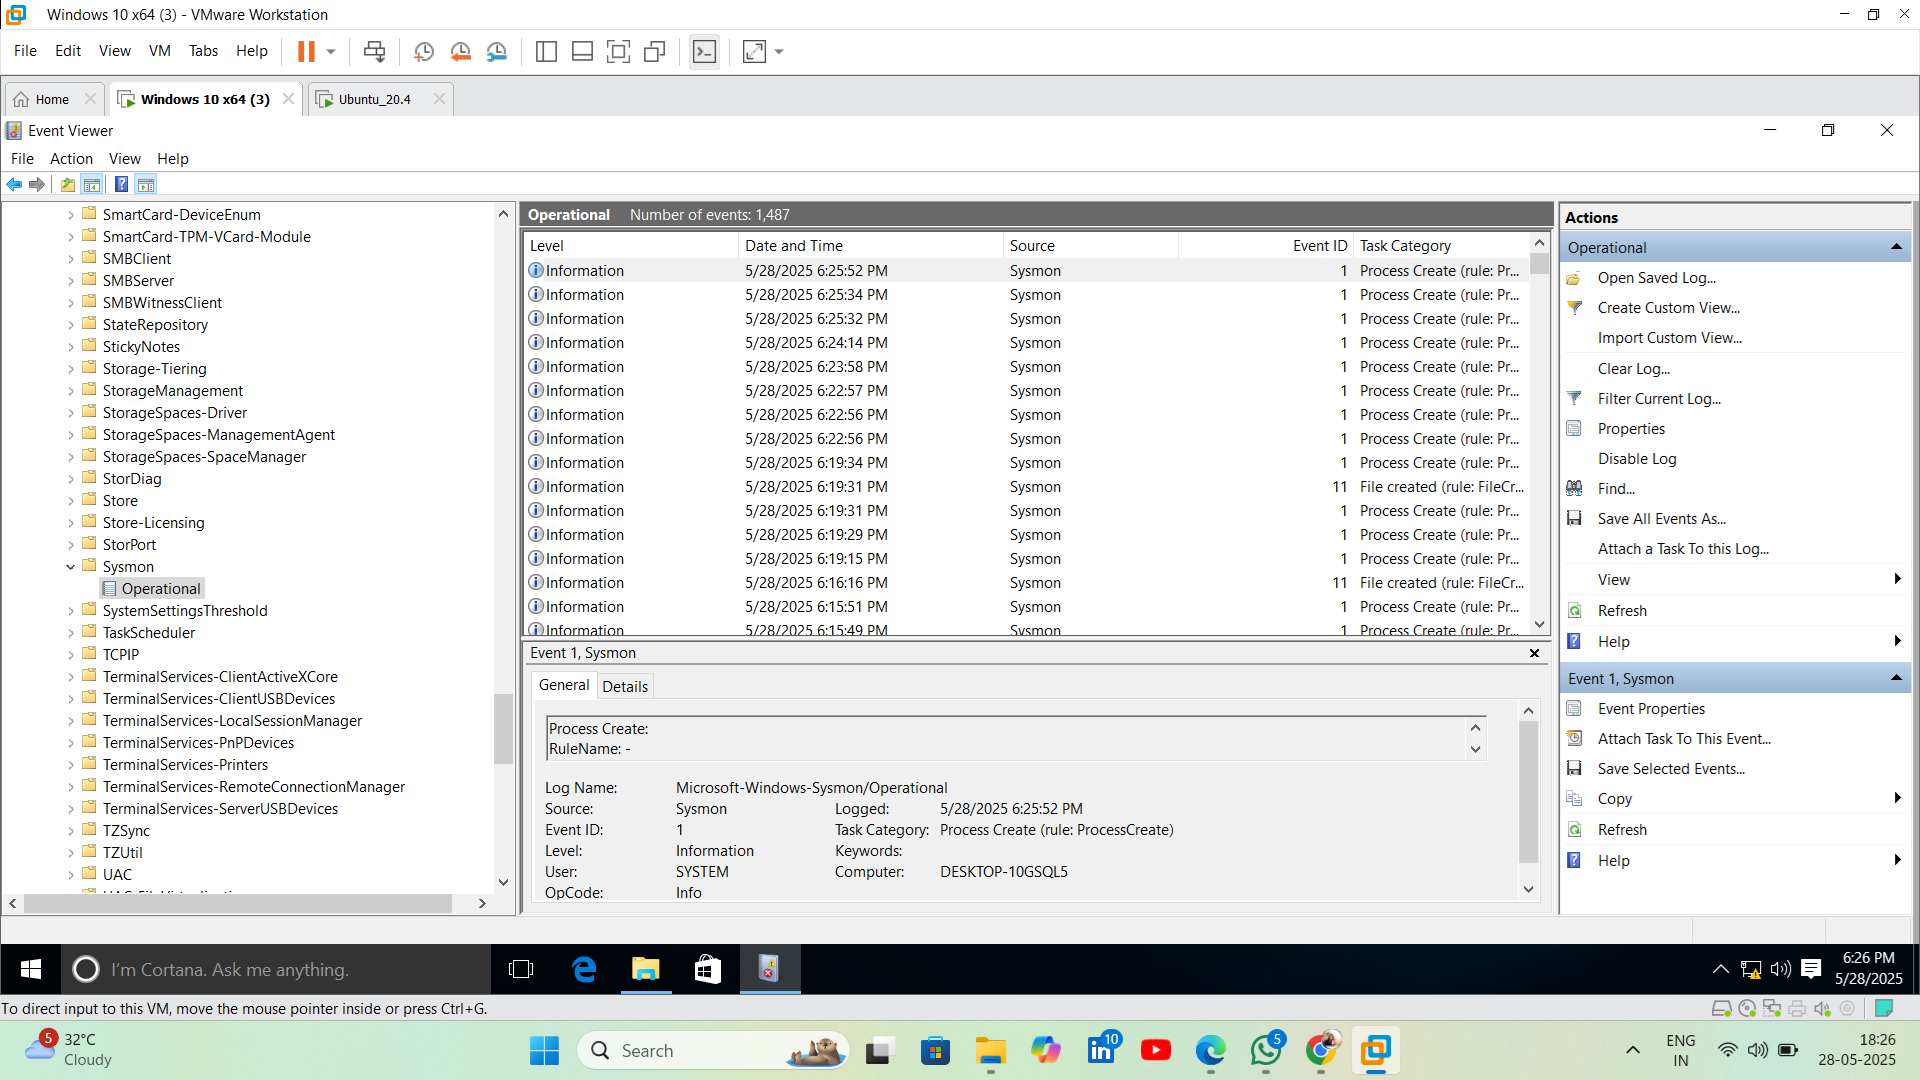 Windows 10 x64 (3) - VMware Workstation
File Edit View VM Tabs Help
Home Windows 10 x64 (3) Ubuntu_20.4
Event Viewer
File Action View Help
SmartCard-DeviceEnum
SmartCard-TPM-VCard-Module
SMBClient
SMBServer
SMBWitnessClient
StateRepository
StickyNotes
Storage-Tiering
StorageManagement
StorageSpaces-Driver
StorageSpaces-ManagementAgent
StorageSpaces-SpaceManager
StorDiag
Store
Store-Licensing
StorPort
Sysmon
Operational
SystemSettingsThreshold
TaskScheduler
TCPIP
TerminalServices-ClientActiveXCore
TerminalServices-ClientUSBDevices
TerminalServices-LocalSessionManager
TerminalServices-PnPDevices
TerminalServices-Printers
TerminalServices-RemoteConnectionManager
TerminalServices-ServerUSBDevices
TZSync
TZUtil
UAC
Operational Number of events: 1,487
Level Date and Time Source Event ID Task Category
Information 5/28/2025 6:25:52 PM Sysmon 1 Process Create (rule: Pr...
Information 5/28/2025 6:25:34 PM Sysmon 1 Process Create (rule: Pr...
Information 5/28/2025 6:25:32 PM Sysmon 1 Process Create (rule: Pr...
Information 5/28/2025 6:24:14 PM Sysmon 1 Process Create (rule: Pr...
Information 5/28/2025 6:23:58 PM Sysmon 1 Process Create (rule: Pr...
Information 5/28/2025 6:22:57 PM Sysmon 1 Process Create (rule: Pr...
Information 5/28/2025 6:22:56 PM Sysmon 1 Process Create (rule: Pr...
Information 5/28/2025 6:22:56 PM Sysmon 1 Process Create (rule: Pr...
Information 5/28/2025 6:19:34 PM Sysmon 1 Process Create (rule: Pr...
Information 5/28/2025 6:19:31 PM Sysmon 11 File created (rule: FileCr...
Information 5/28/2025 6:19:31 PM Sysmon 1 Process Create (rule: Pr...
Information 5/28/2025 6:19:29 PM Sysmon 1 Process Create (rule: Pr...
Information 5/28/2025 6:19:15 PM Sysmon 1 Process Create (rule: Pr...
Information 5/28/2025 6:16:16 PM Sysmon 11 File created (rule: FileCr...
Information 5/28/2025 6:15:51 PM Sysmon 1 Process Create (rule: Pr...
Information 5/28/2025 6:15:49 PM Sysmon 1 Process Create (rule: Pr...
Event 1, Sysmon
General Details
Process Create:
RuleName: -
Log Name: Microsoft-Windows-Sysmon/Operational
Source: Sysmon Logged: 5/28/2025 6:25:52 PM
Event ID: 1 Task Category: Process Create (rule: ProcessCreate)
Level: Information Keywords:
User: SYSTEM Computer: DESKTOP-10GSQL5
OpCode: Info
Actions
Operational
Open Saved Log...
Create Custom View...
Import Custom View...
Clear Log...
Filter Current Log...
Properties
Disable Log
Find...
Save All Events As...
Attach a Task To this Log...
View
Refresh
Help
Event 1, Sysmon
Event Properties
Attach Task To This Event...
Save Selected Events...
Copy
Refresh
Help
I'm Cortana. Ask me anything.
6:26 PM
5/28/2025
To direct input to this VM, move the mouse pointer inside or press Ctrl+G.
5
32°C
Cloudy
Search
10
5
ENG
IN
18:26
28-05-2025